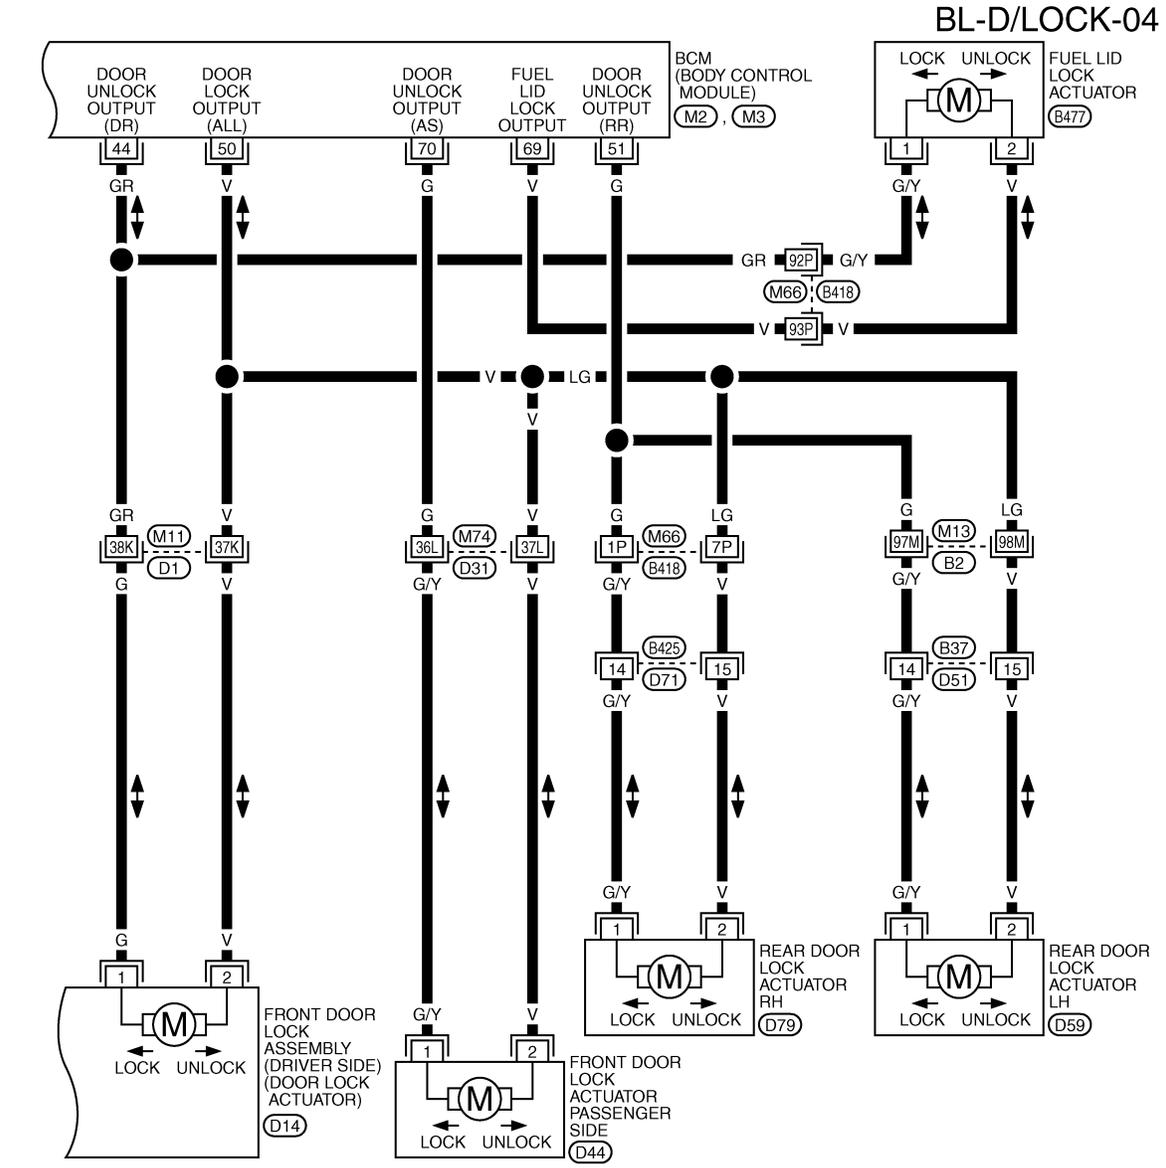 BL-D/LOCK-04
DOOR
UNLOCK
OUTPUT
(DR)
DOOR
LOCK
OUTPUT
(ALL)
DOOR
UNLOCK
OUTPUT
(AS)
FUEL
LID
LOCK
OUTPUT
DOOR
UNLOCK
OUTPUT
(RR)
BCM
(BODY CONTROL
MODULE)
M2 , M3
LOCK UNLOCK
M
FUEL LID
LOCK
ACTUATOR
B477
44 50 70 69 51 1 2
GR V G V G G/Y V
GR 92P G/Y
M66 B418
V 93P V
V LG
V
GR V G V G LG G LG
38K M11 37K 36L M74 37L 1P M66 7P 97M M13 98M
D1 D31 B418 B2
G V G/Y V G/Y V G/Y V
14 B425 15 14 B37 15
D71 D51
G/Y V G/Y V
G/Y V G/Y V
1 2 1 2
G V
1 2
M
LOCK UNLOCK
REAR DOOR
LOCK
ACTUATOR
RH
D79
M
LOCK UNLOCK
REAR DOOR
LOCK
ACTUATOR
LH
D59
M
LOCK UNLOCK
FRONT DOOR
LOCK
ASSEMBLY
(DRIVER SIDE)
(DOOR LOCK
ACTUATOR)
D14
G/Y V
1 2
M
LOCK UNLOCK
FRONT DOOR
LOCK
ACTUATOR
PASSENGER
SIDE
D44